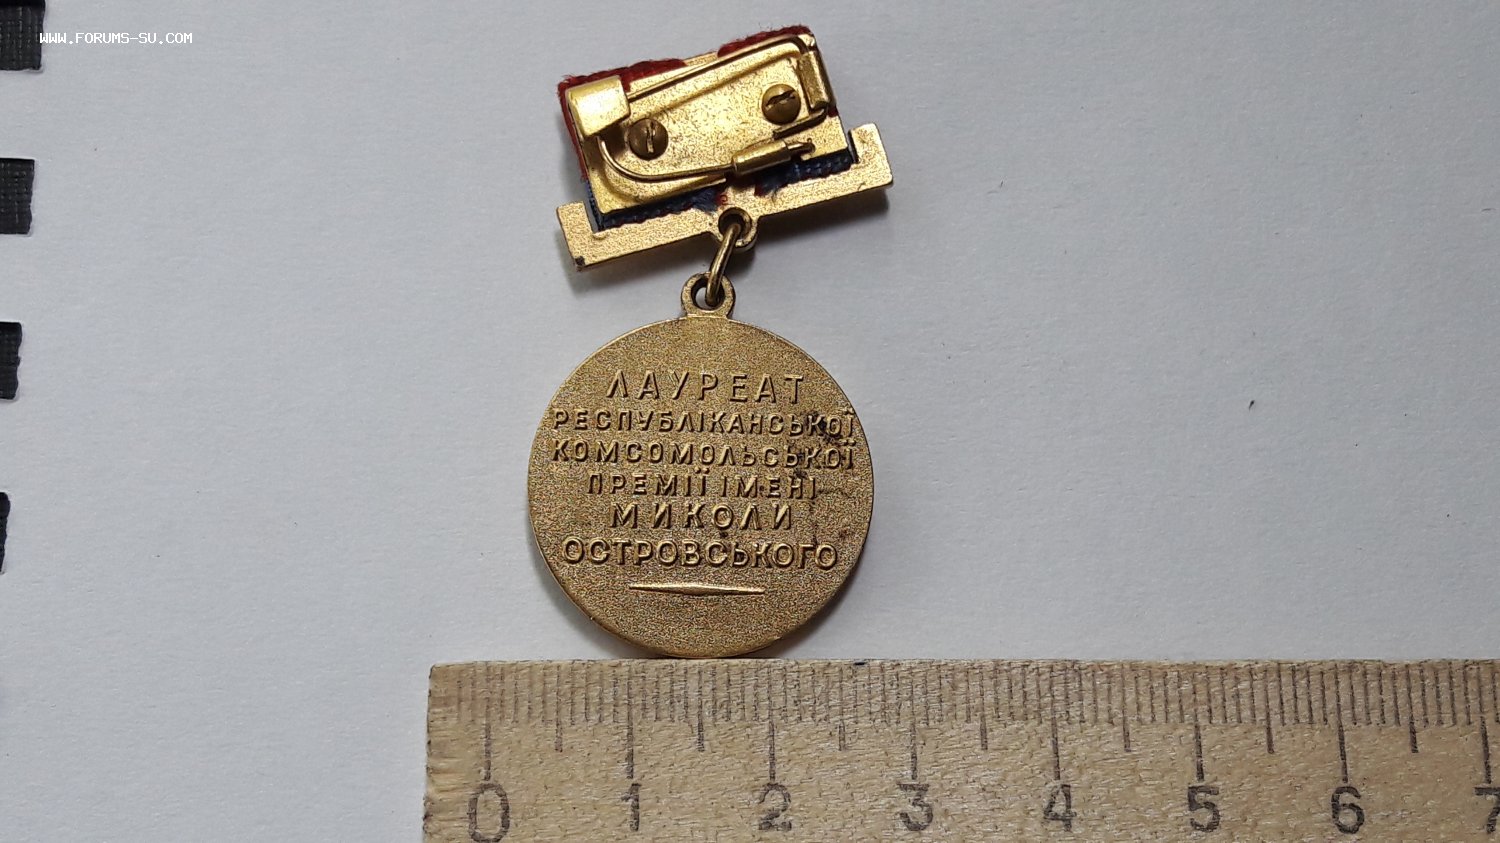 WWW.FORUMS-SU.COM
ЛАУРЕАТ
РЕСПУБЛІКАНСЬКОЇ
КОМСОМОЛЬСЬКОЇ
ПРЕМІЇ ІМЕНІ
МИКОЛИ
ОСТРОВСЬКОГО
0 1 2 3 4 5 6 7